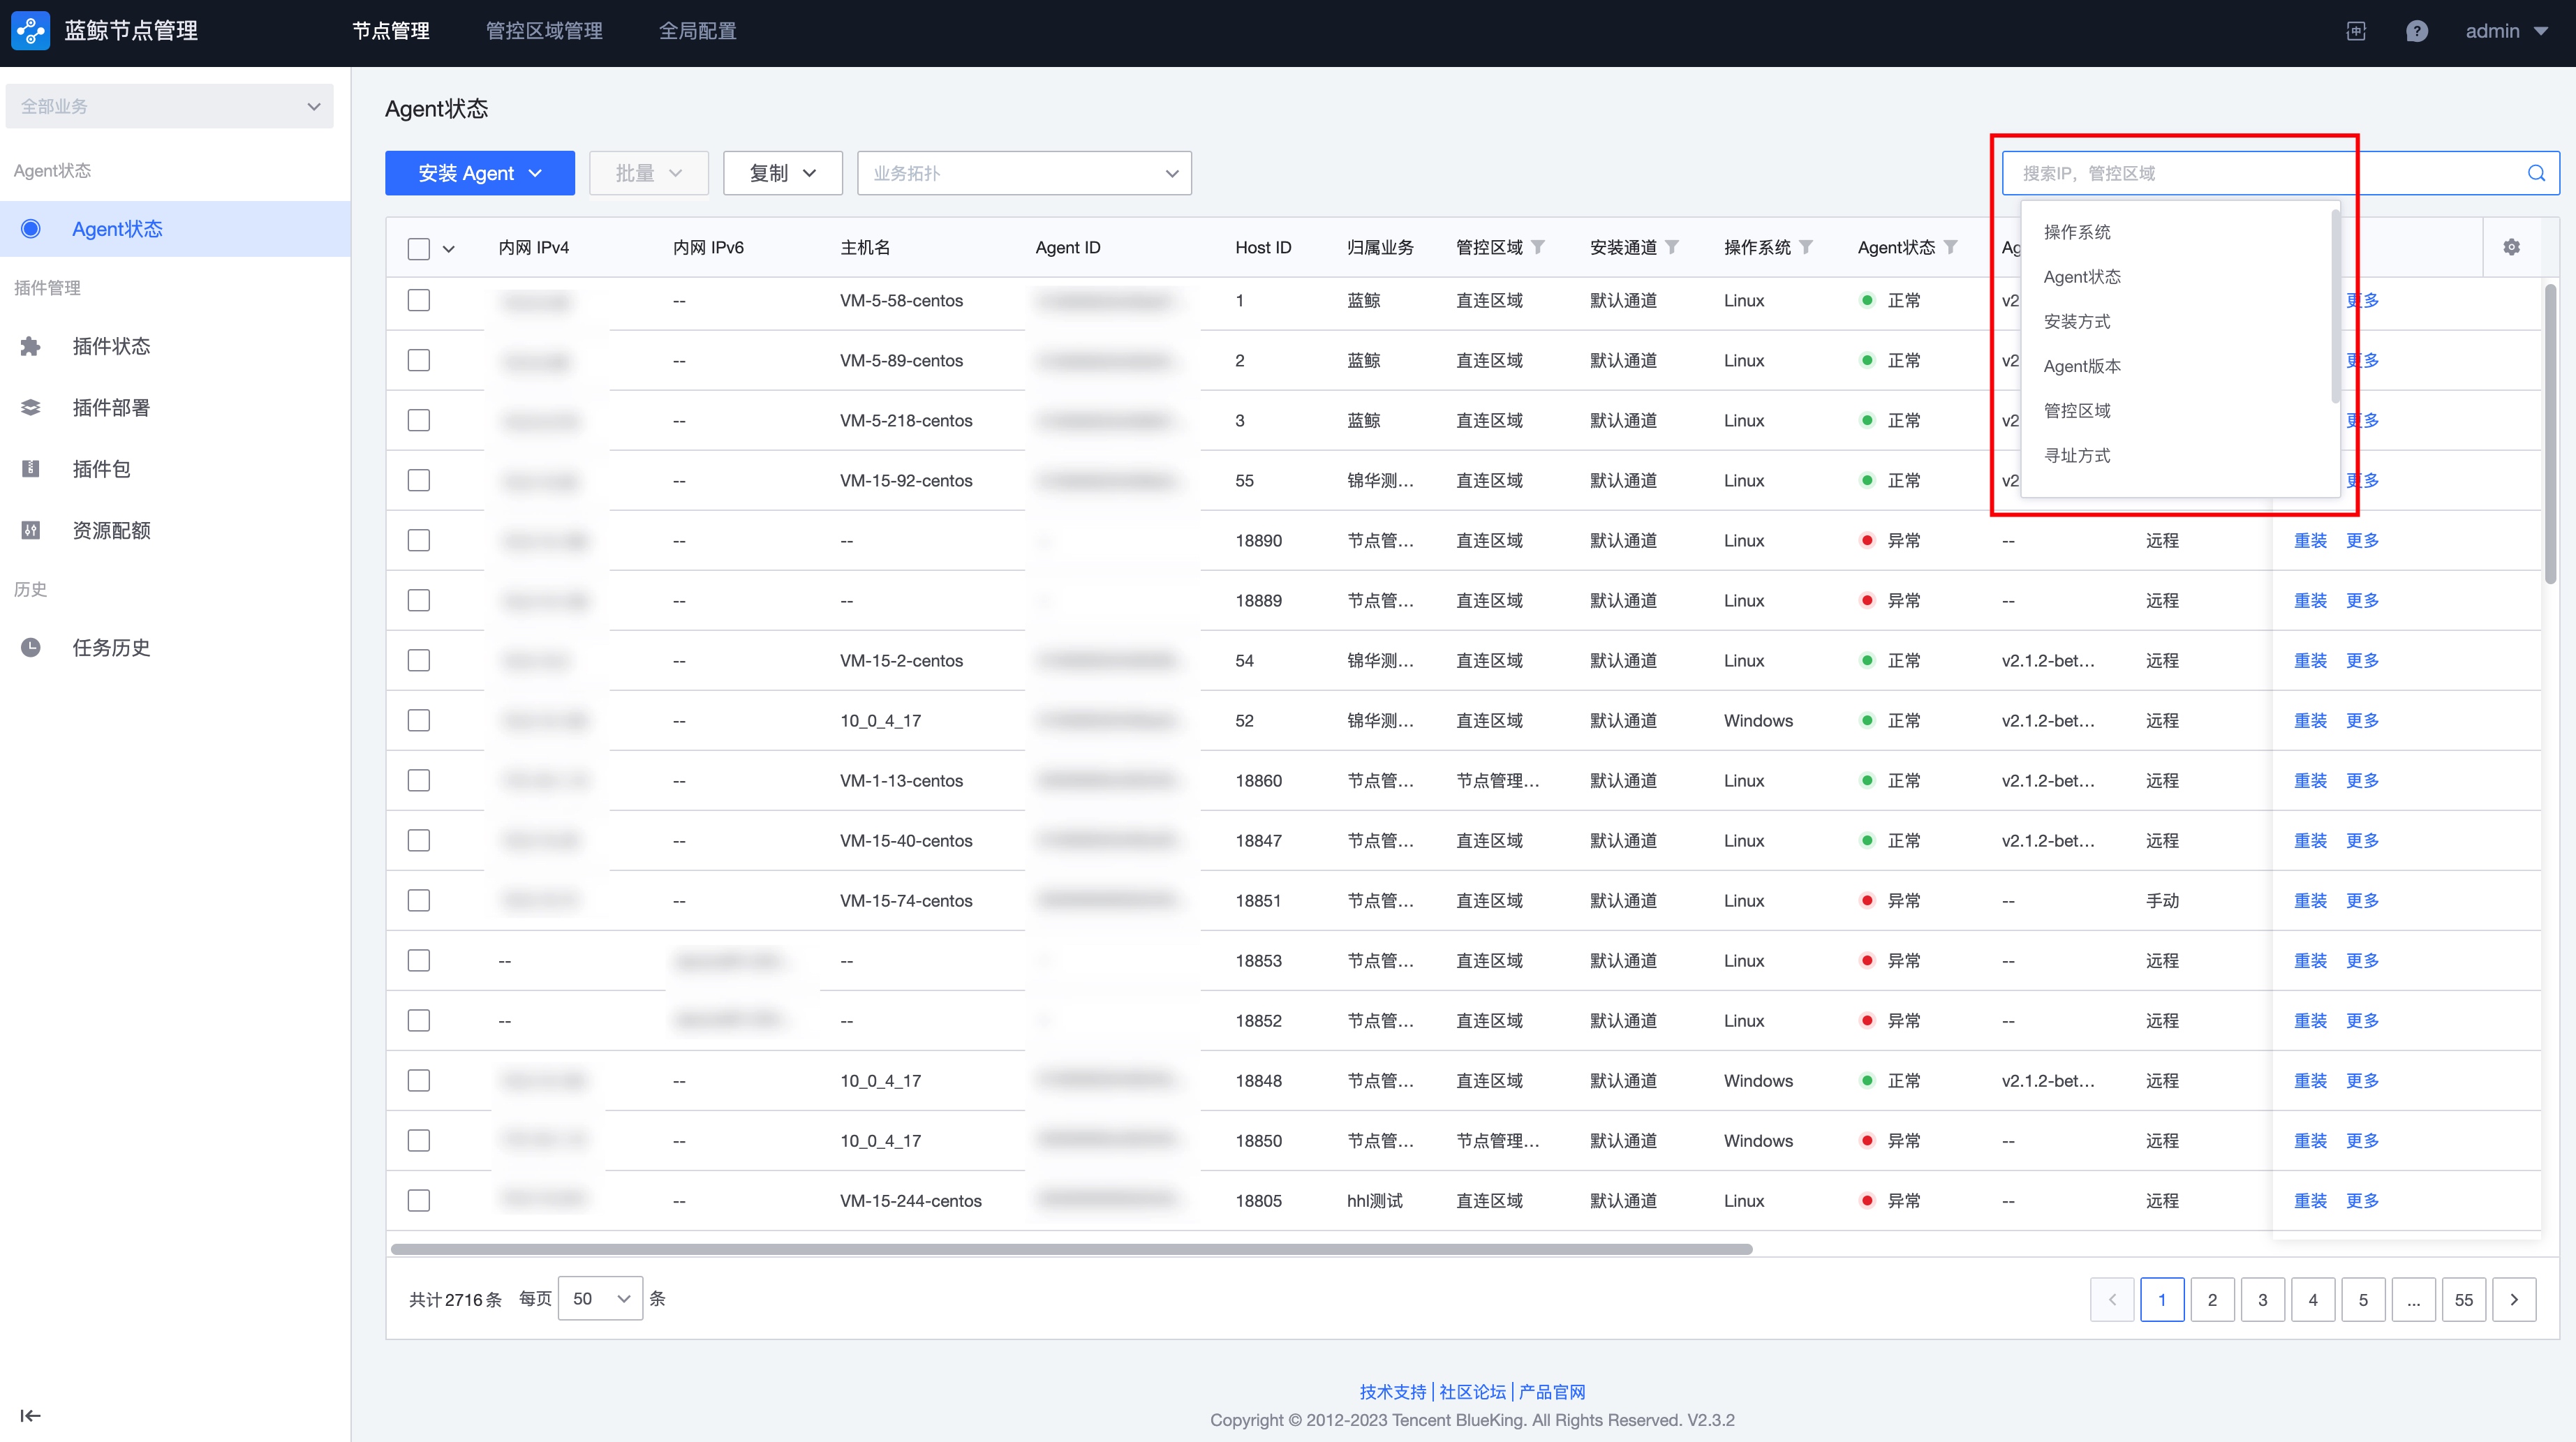 蓝鲸节点管理 节点管理 管控区域管理 全局配置 中 ? admin
全部业务
Agent状态
Agent状态
插件管理
插件状态
插件部署
插件包
资源配额
历史
任务历史
Agent状态
安装 Agent 批量 复制 业务拓扑 搜索IP，管控区域
操作系统
Agent状态
安装方式
Agent版本
管控区域
寻址方式
内网 IPv4 内网 IPv6 主机名 Agent ID Host ID 归属业务 管控区域 安装通道 操作系统 Agent状态 Ag
-- VM-5-58-centos 1 蓝鲸 直连区域 默认通道 Linux 正常 v2 更多
-- VM-5-89-centos 2 蓝鲸 直连区域 默认通道 Linux 正常 v2 更多
-- VM-5-218-centos 3 蓝鲸 直连区域 默认通道 Linux 正常 v2 更多
-- VM-15-92-centos 55 锦华测... 直连区域 默认通道 Linux 正常 v2 更多
-- -- 18890 节点管... 直连区域 默认通道 Linux 异常 -- 远程 重装 更多
-- -- 18889 节点管... 直连区域 默认通道 Linux 异常 -- 远程 重装 更多
-- VM-15-2-centos 54 锦华测... 直连区域 默认通道 Linux 正常 v2.1.2-bet... 远程 重装 更多
-- 10_0_4_17 52 锦华测... 直连区域 默认通道 Windows 正常 v2.1.2-bet... 远程 重装 更多
-- VM-1-13-centos 18860 节点管... 节点管理... 默认通道 Linux 正常 v2.1.2-bet... 远程 重装 更多
-- VM-15-40-centos 18847 节点管... 直连区域 默认通道 Linux 正常 v2.1.2-bet... 远程 重装 更多
-- VM-15-74-centos 18851 节点管... 直连区域 默认通道 Linux 异常 -- 手动 重装 更多
-- -- 18853 节点管... 直连区域 默认通道 Linux 异常 -- 远程 重装 更多
-- -- 18852 节点管... 直连区域 默认通道 Linux 异常 -- 远程 重装 更多
-- 10_0_4_17 18848 节点管... 直连区域 默认通道 Windows 正常 v2.1.2-bet... 远程 重装 更多
-- 10_0_4_17 18850 节点管... 节点管理... 默认通道 Windows 异常 -- 远程 重装 更多
-- VM-15-244-centos 18805 hhl测试 直连区域 默认通道 Linux 异常 -- 远程 重装 更多
共计2716条 每页 50 条 1 2 3 4 5 ... 55
技术支持 | 社区论坛 | 产品官网
Copyright © 2012-2023 Tencent BlueKing. All Rights Reserved. V2.3.2